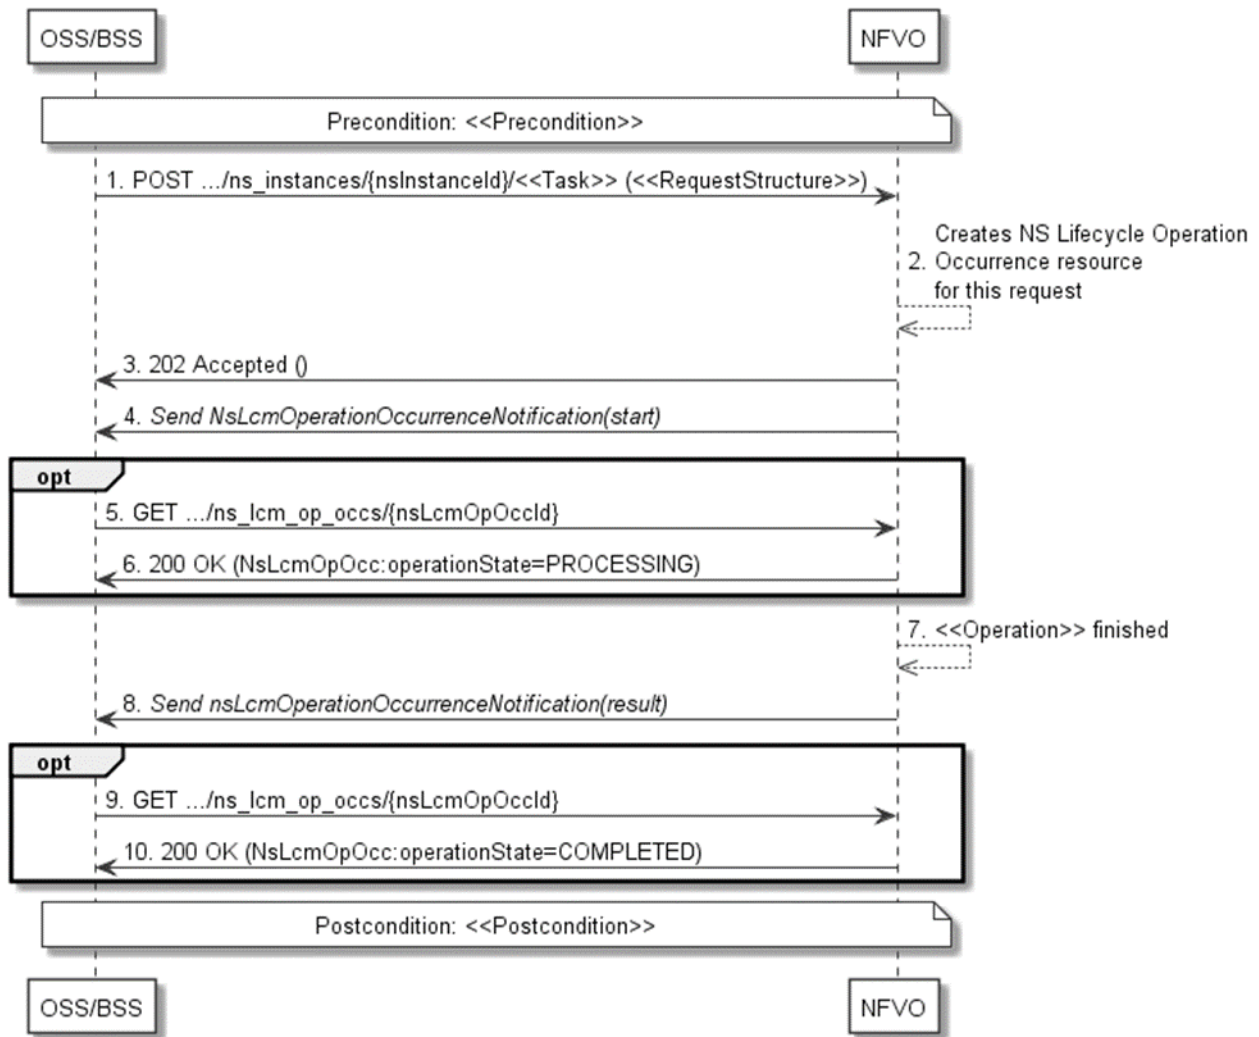 OSS/BSS
NFVO
Precondition: <<Precondition>>
1. POST .../ns_instances/{nsInstanceId}/<<Task>> (<<RequestStructure>>)
Creates NS Lifecycle Operation
2. Occurrence resource
for this request
3. 202 Accepted ()
4. Send NsLcmOperationOccurrenceNotification(start)
opt
5. GET .../ns_lcm_op_occs/{nsLcmOpOccId}
6. 200 OK (NsLcmOpOcc:operationState=PROCESSING)
7. <<Operation>> finished
8. Send nsLcmOperationOccurrenceNotification(result)
opt
9. GET .../ns_lcm_op_occs/{nsLcmOpOccId}
10. 200 OK (NsLcmOpOcc:operationState=COMPLETED)
Postcondition: <<Postcondition>>
OSS/BSS
NFVO